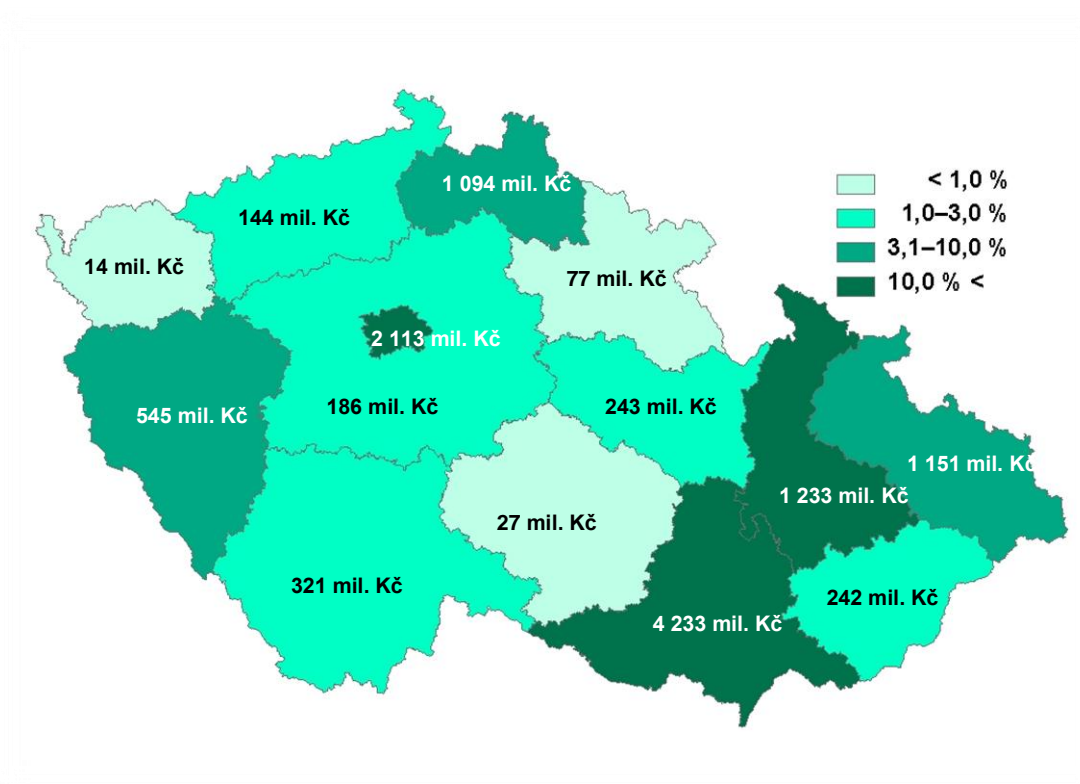 1 094 mil. Kč
< 1,0 %
144 mil. Kč
1,0–3,0 %
3,1–10,0 %
14 mil. Kč
77 mil. Kč
10,0 % <
2 113 mil. Kč
186 mil. Kč
243 mil. Kč
545 mil. Kč
1 151 mil. Kč
1 233 mil. Kč
27 mil. Kč
321 mil. Kč
242 mil. Kč
4 233 mil. Kč